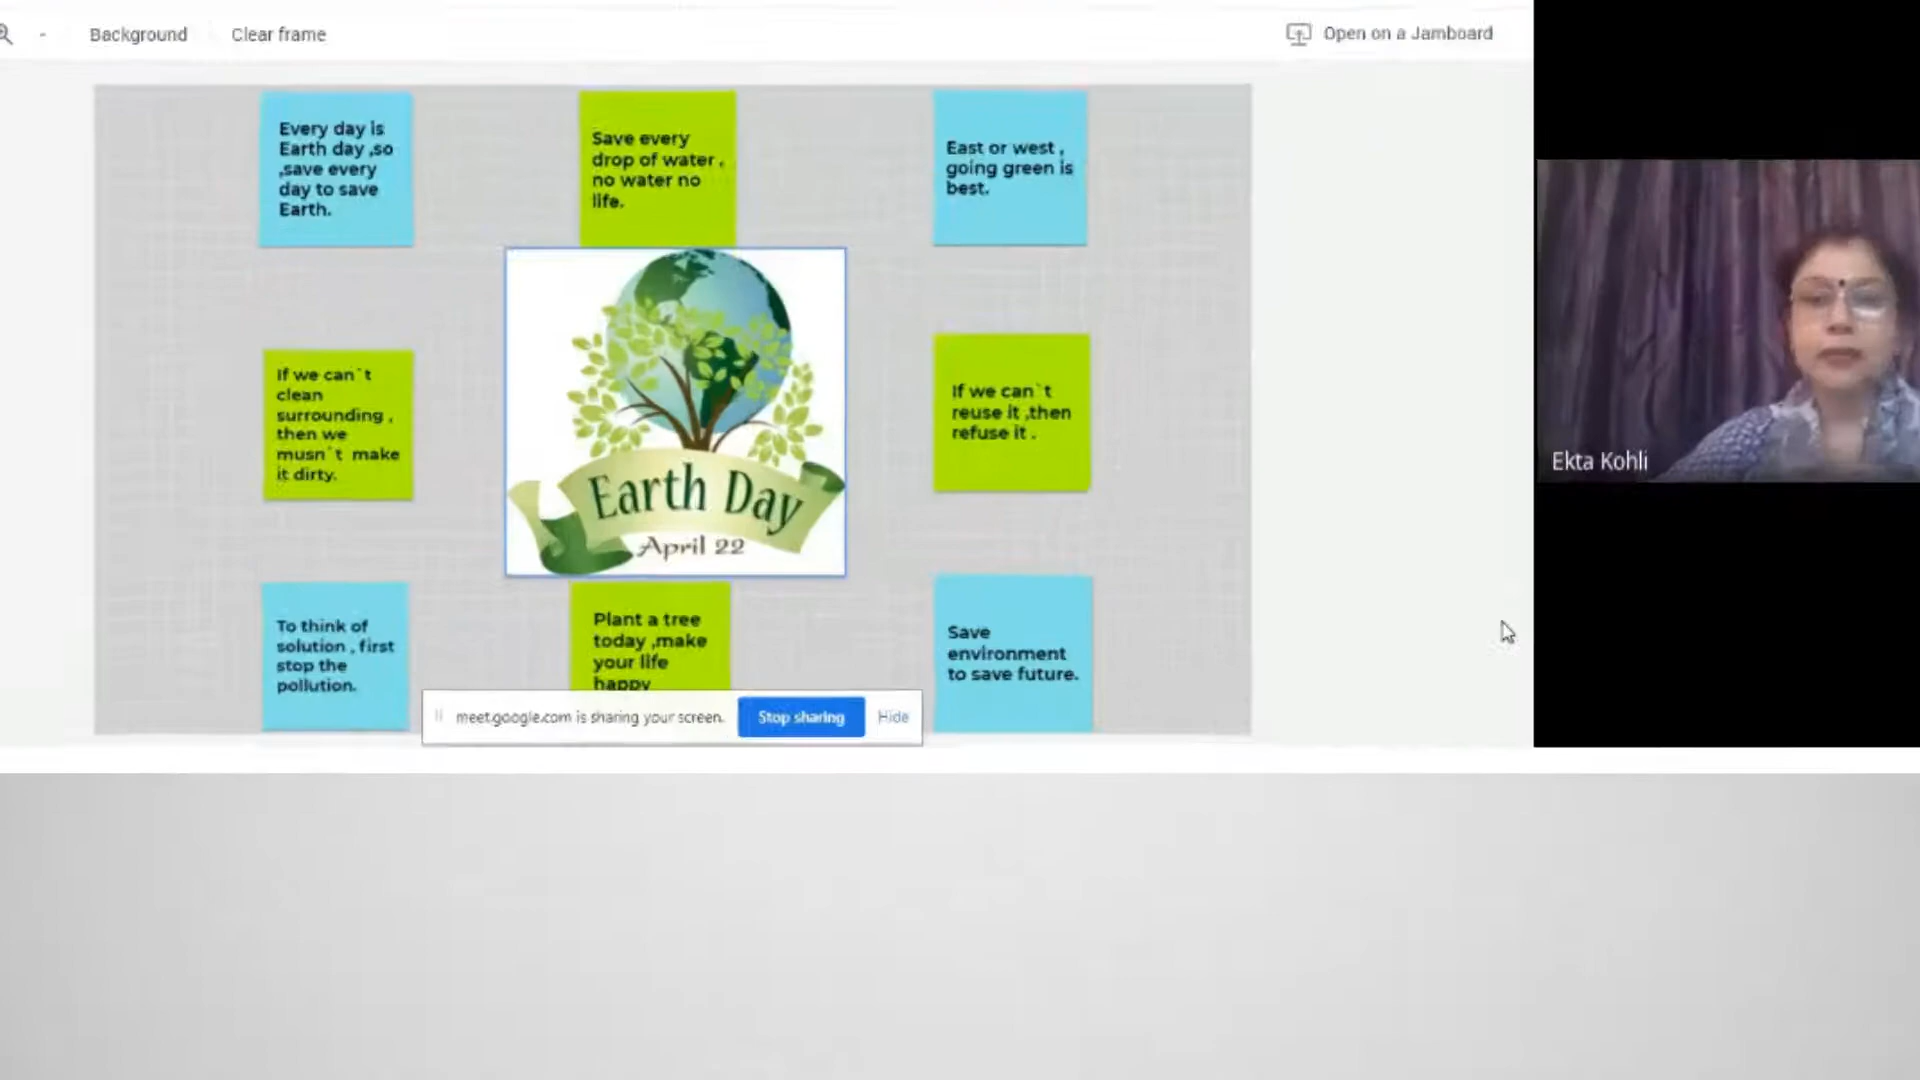 Background
Clear frame
Open on a Jamboard
Every day is
Earth day ,so
,save every
day to save
Earth.
Save every
drop of water ,
no water no
life.
East or west ,
going green is
best.
If we can`t
clean
surrounding ,
then we
musn`t make
it dirty.
Earth Day
April 22
If we can`t
reuse it ,then
refuse it .
Ekta Kohli
To think of
solution , first
stop the
pollution.
Plant a tree
today ,make
your life
happy
Save
environment
to save future.
meet.google.com is sharing your screen.
Stop sharing
Hide